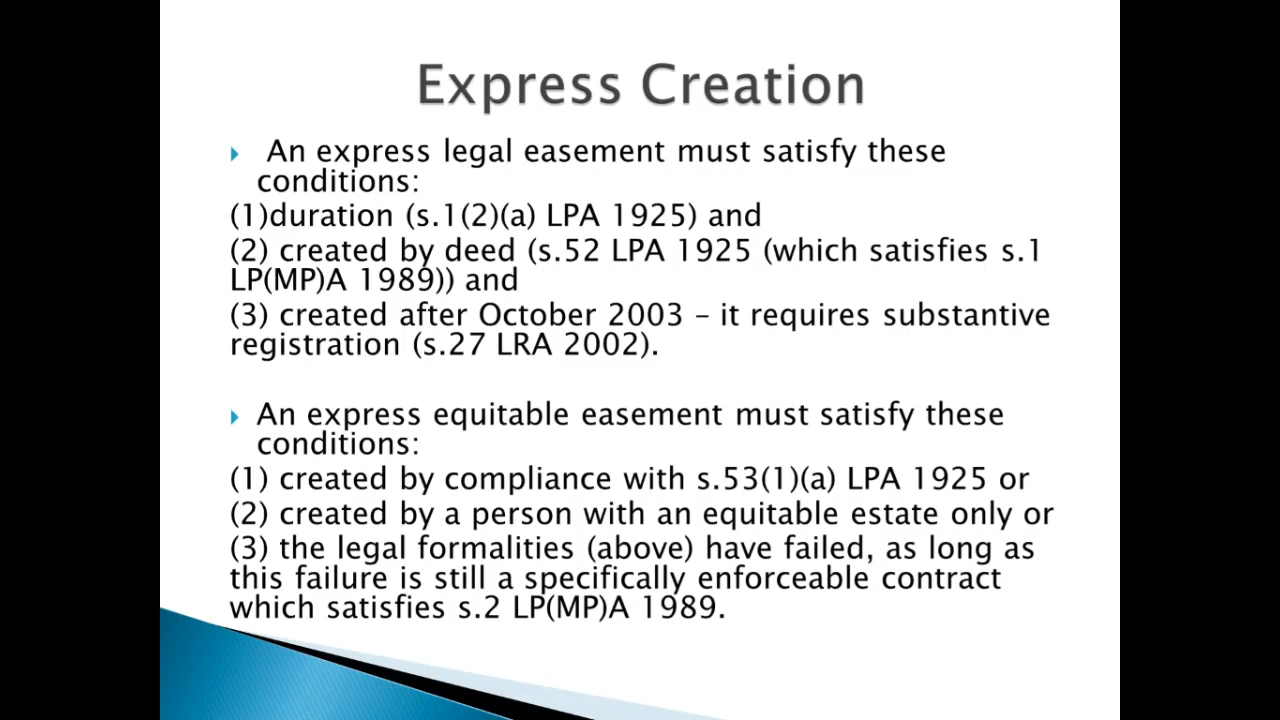 Express Creation
An express legal easement must satisfy these
conditions:
(1)duration (s.1(2)(a) LPA 1925) and
(2) created by deed (s.52 LPA 1925 (which satisfies s.1
LP(MP)A 1989)) and
(3) created after October 2003 – it requires substantive
registration (s.27 LRA 2002).
An express equitable easement must satisfy these
conditions:
(1) created by compliance with s.53(1)(a) LPA 1925 or
(2) created by a person with an equitable estate only or
(3) the legal formalities (above) have failed, as long as
this failure is still a specifically enforceable contract
which satisfies s.2 LP(MP)A 1989.